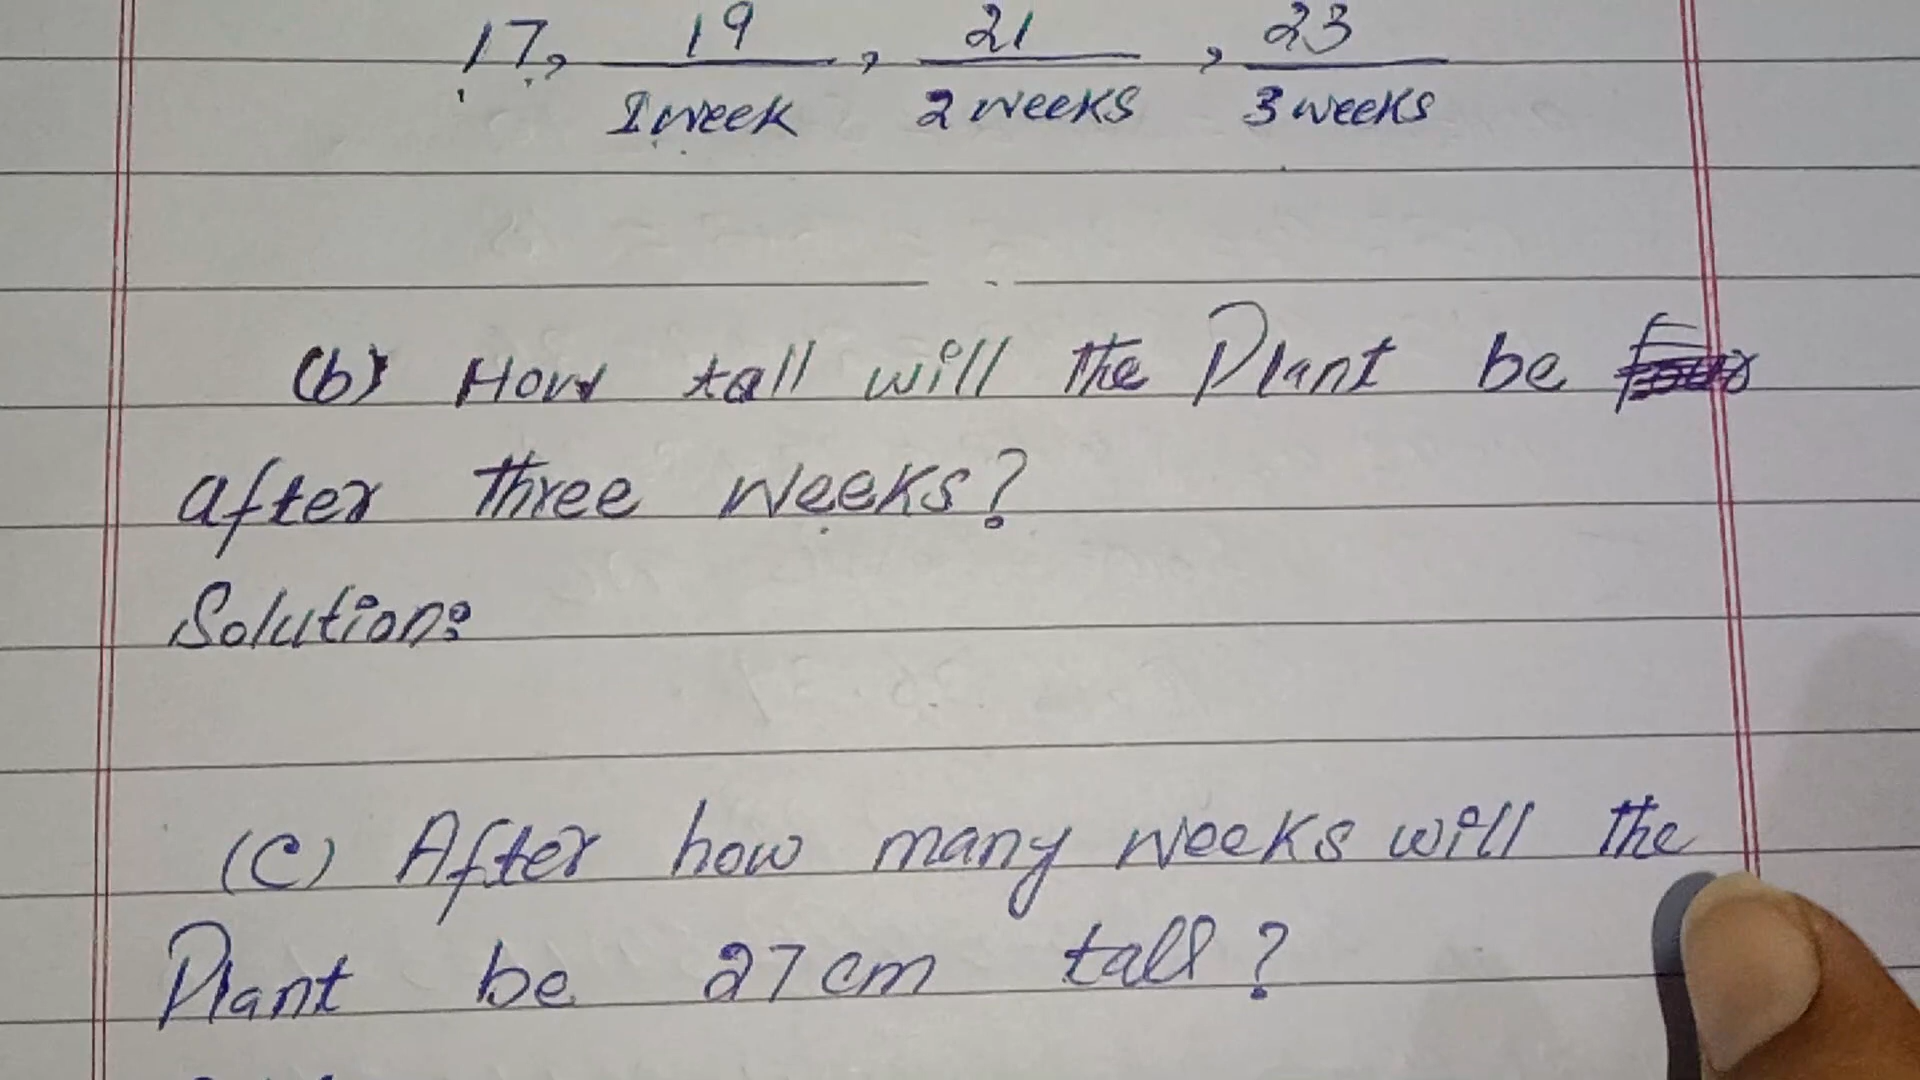 17, 19, 21, 23
1 week 2 weeks 3 weeks
(b) How tall will the Plant be
after three weeks?
Solution:
(C) After how many weeks will the
Plant be 27 cm tall?